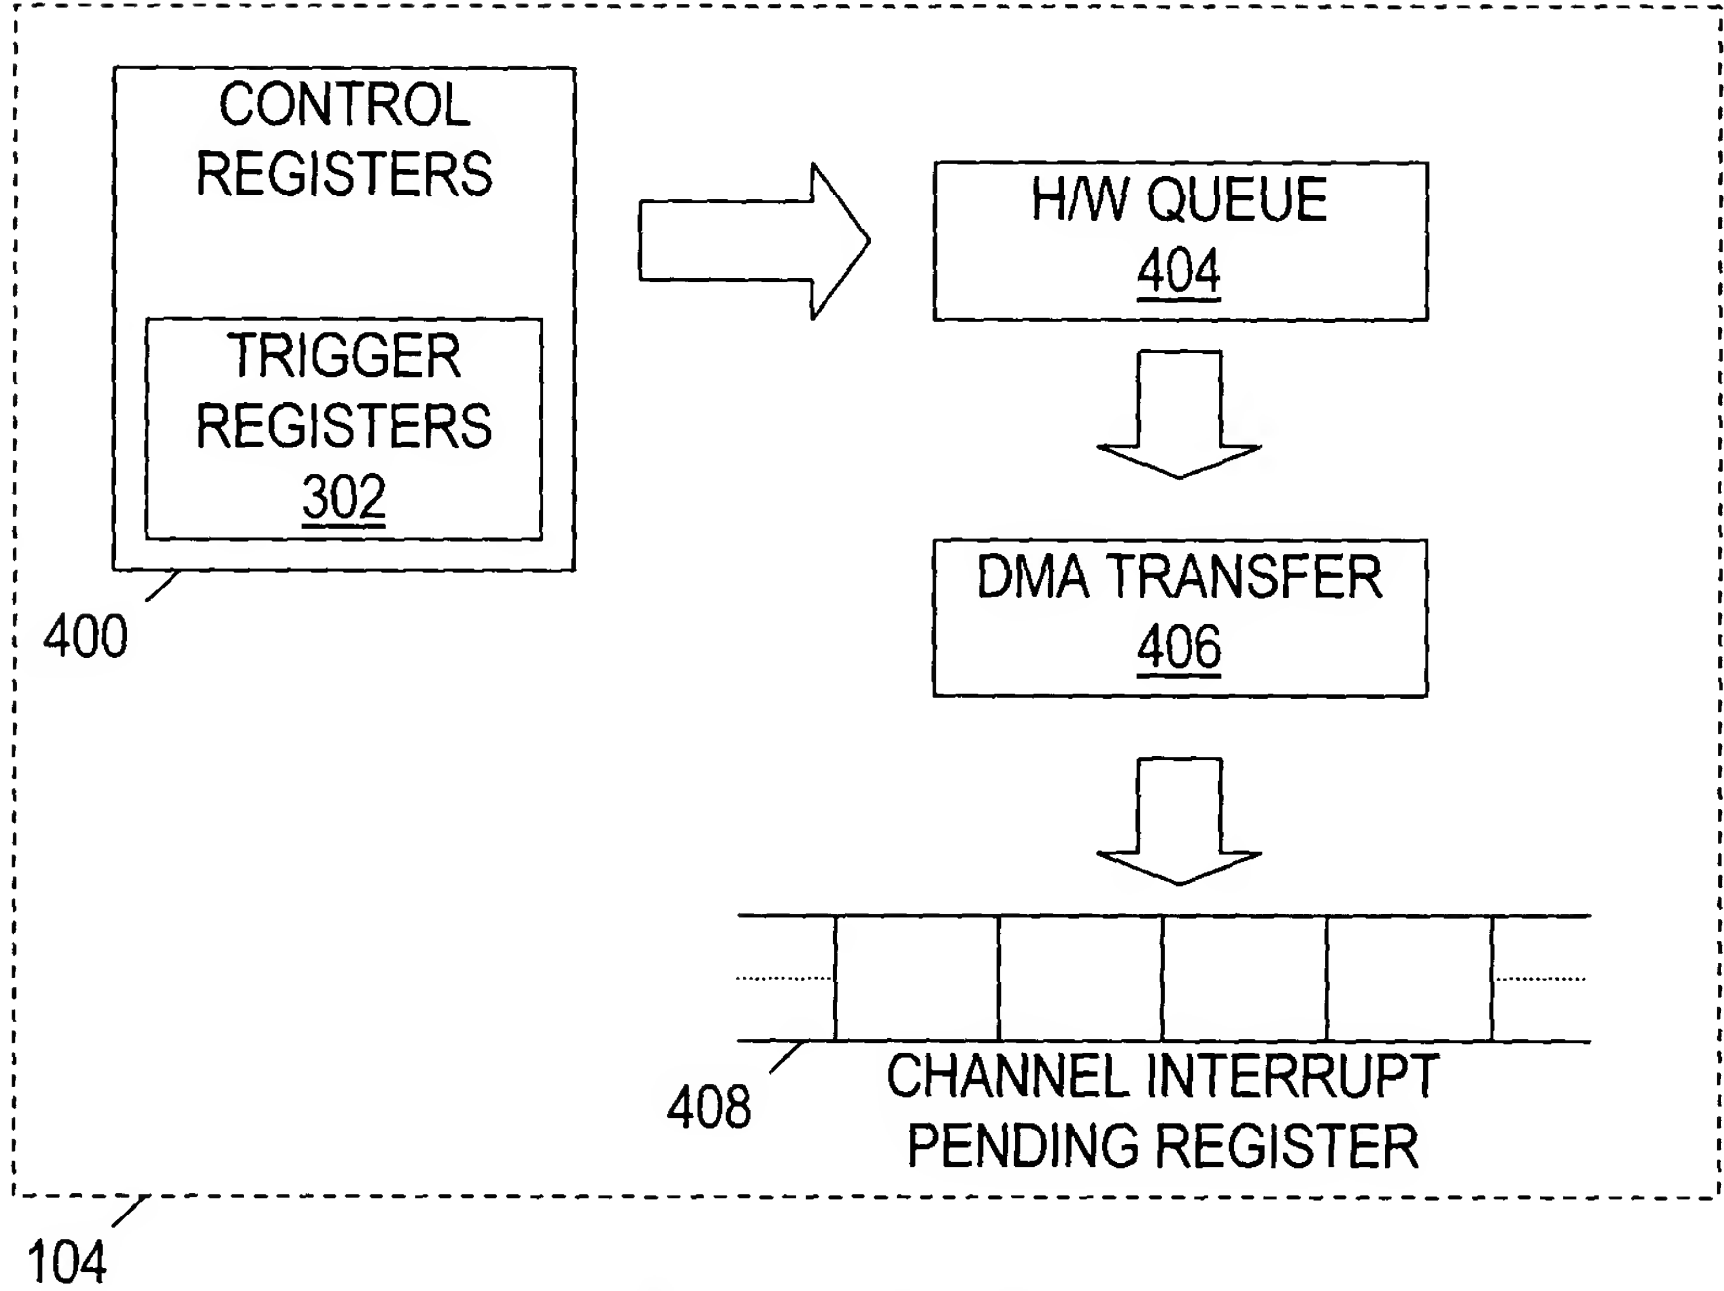 CONTROL
REGISTERS
TRIGGER
REGISTERS
302
400
H/W QUEUE
404
DMA TRANSFER
406
408
CHANNEL INTERRUPT
PENDING REGISTER
104